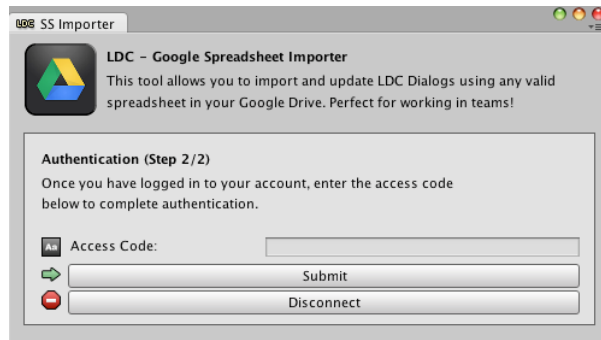 LDC SS Importer
LDC – Google Spreadsheet Importer
This tool allows you to import and update LDC Dialogs using any valid
spreadsheet in your Google Drive. Perfect for working in teams!
Authentication (Step 2/2)
Once you have logged in to your account, enter the access code
below to complete authentication.
Aa Access Code:
Submit
Disconnect